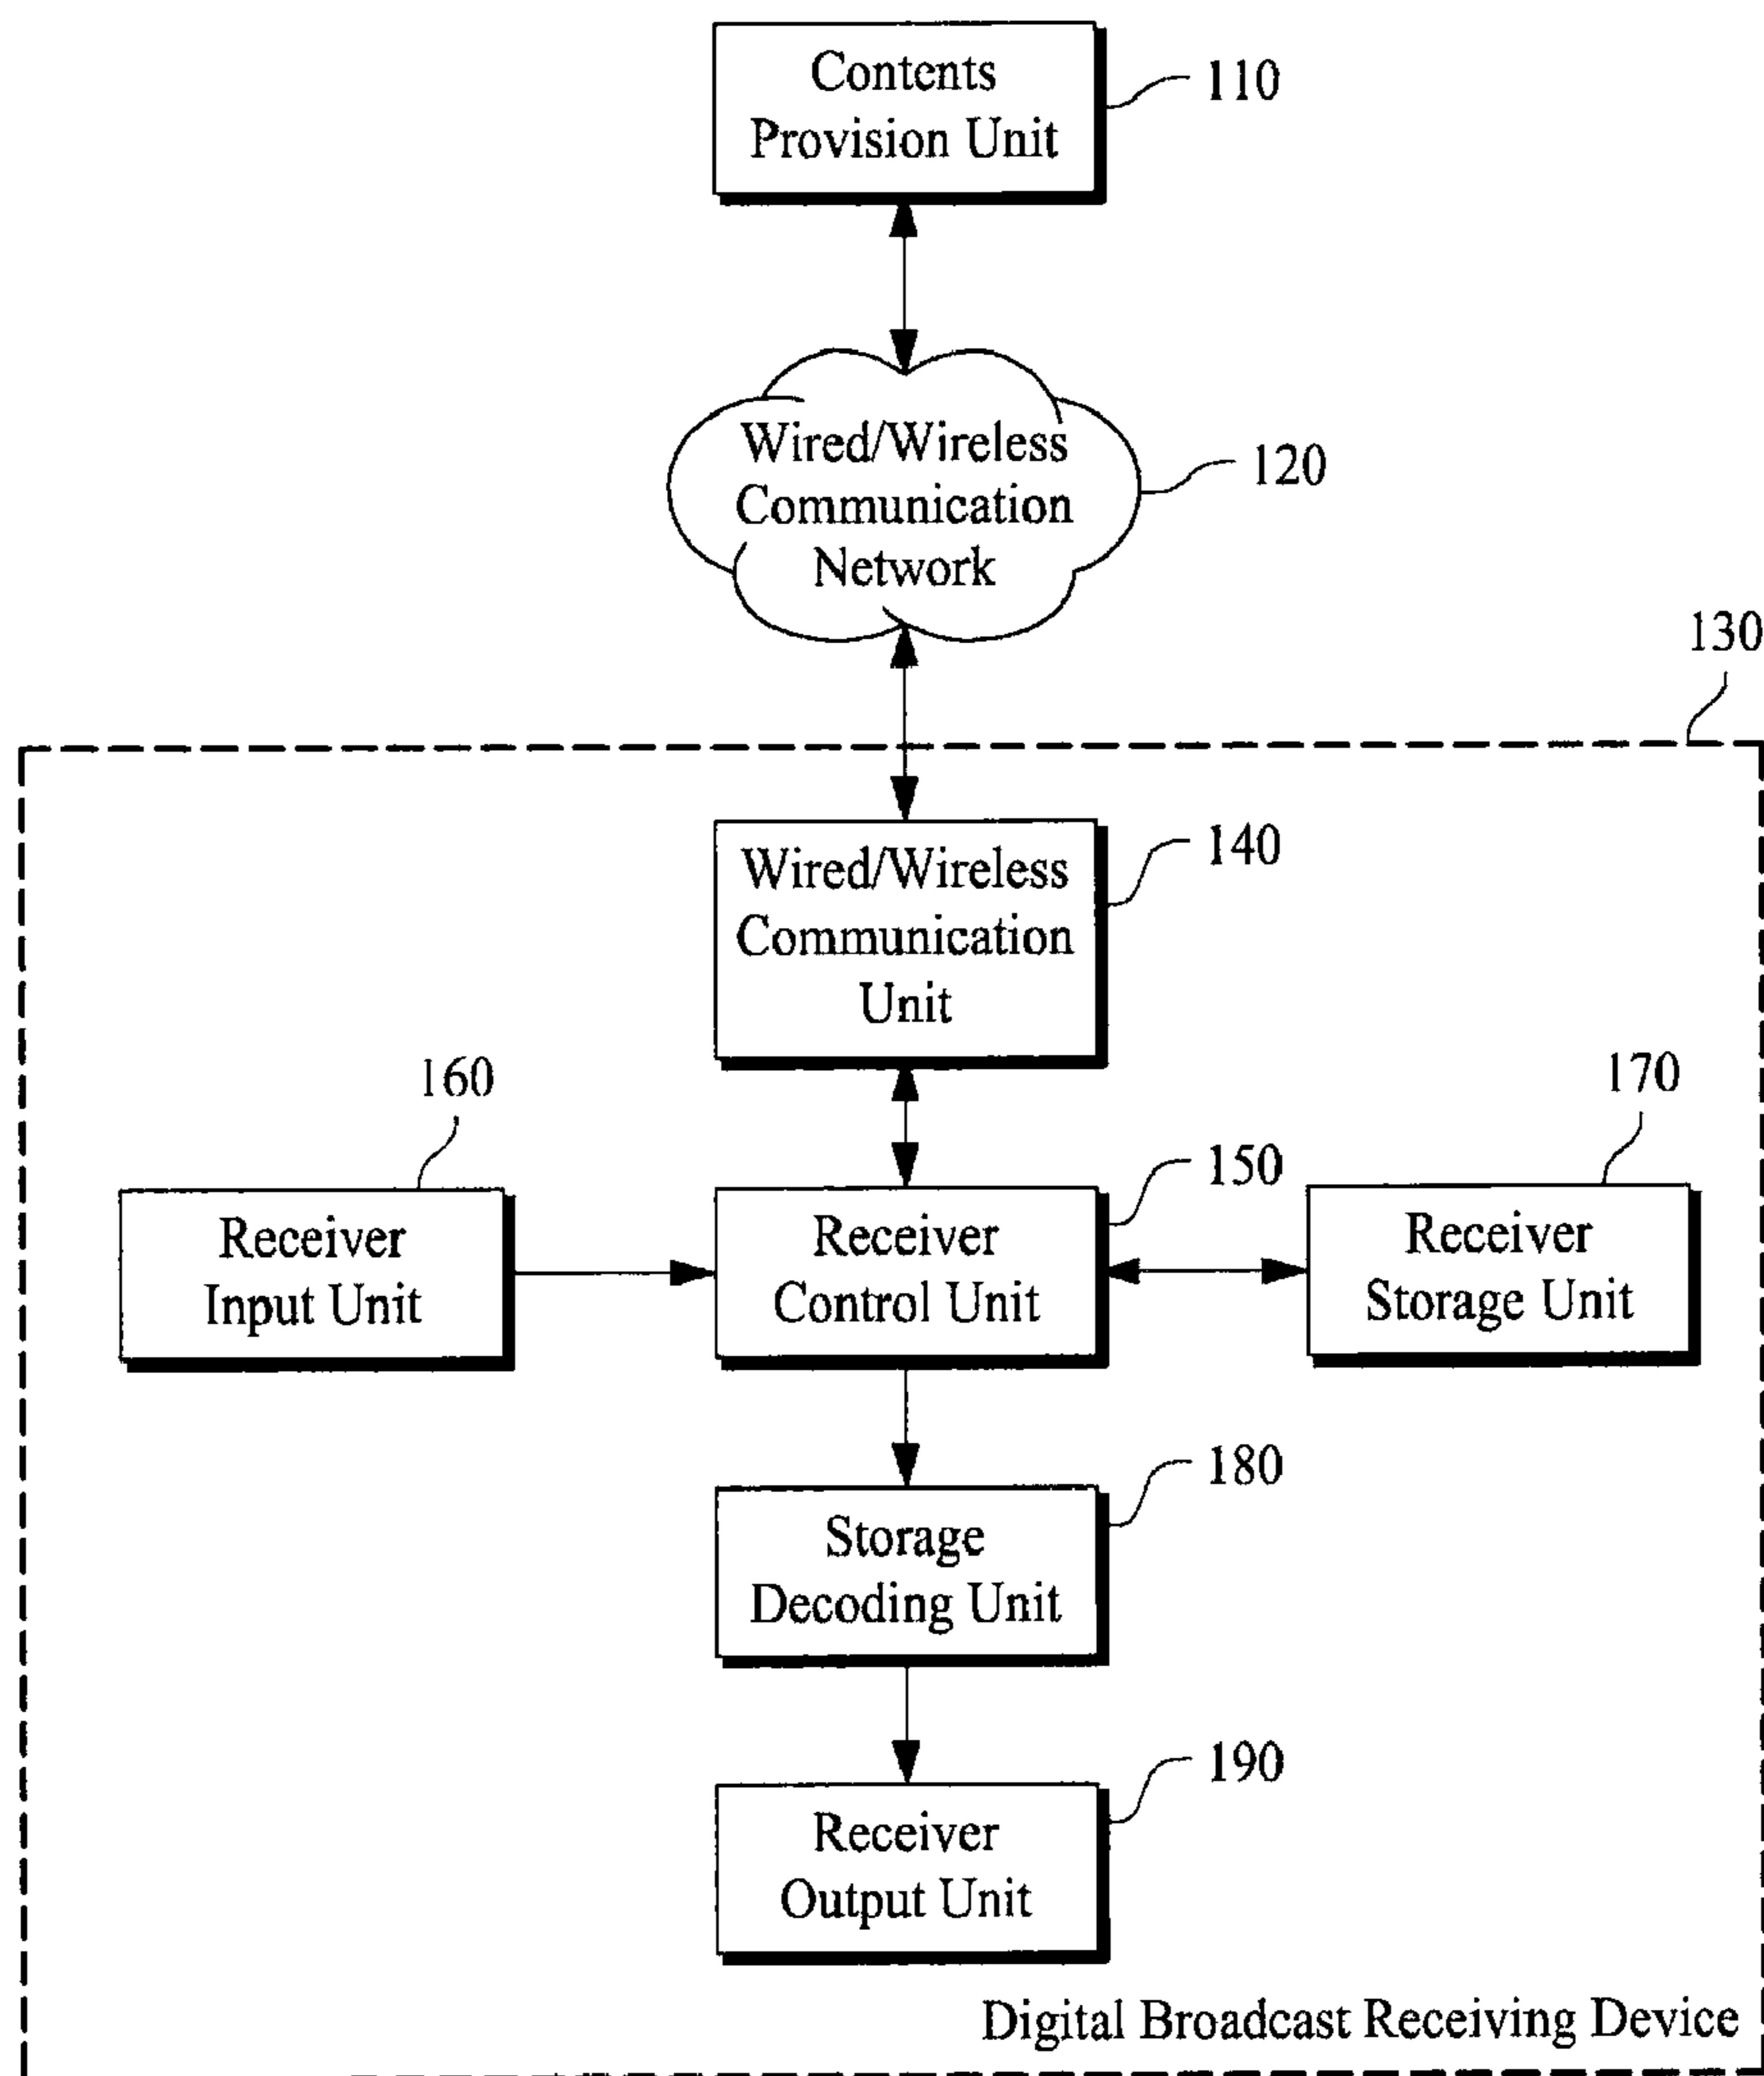 Contents
Provision Unit
110
Wired/Wireless
Communication
Network
120
130
Wired/Wireless
Communication
Unit
140
160
170
150
Receiver
Input Unit
Receiver
Control Unit
Receiver
Storage Unit
180
Storage
Decoding Unit
190
Receiver
Output Unit
Digital Broadcast Receiving Device